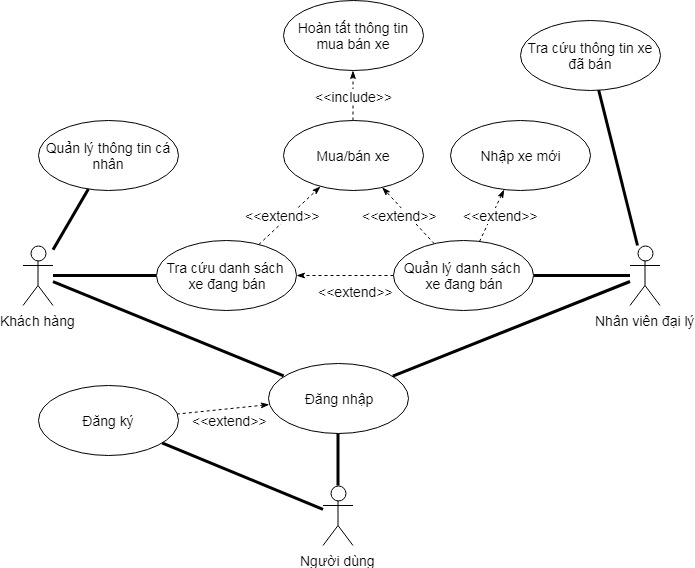 Hoàn tất thông tin
mua bán xe
Tra cứu thông tin xe
đã bán
<<include>>
Quản lý thông tin cá
nhân
Mua/bán xe
Nhập xe mới
<<extend>>
<<extend>>
<<extend>>
Tra cứu danh sách
xe đang bán
Quản lý danh sách
xe đang bán
<<extend>>
Khách hàng
Nhân viên đại lý
Đăng nhập
Đăng ký
<<extend>>
Người dùng